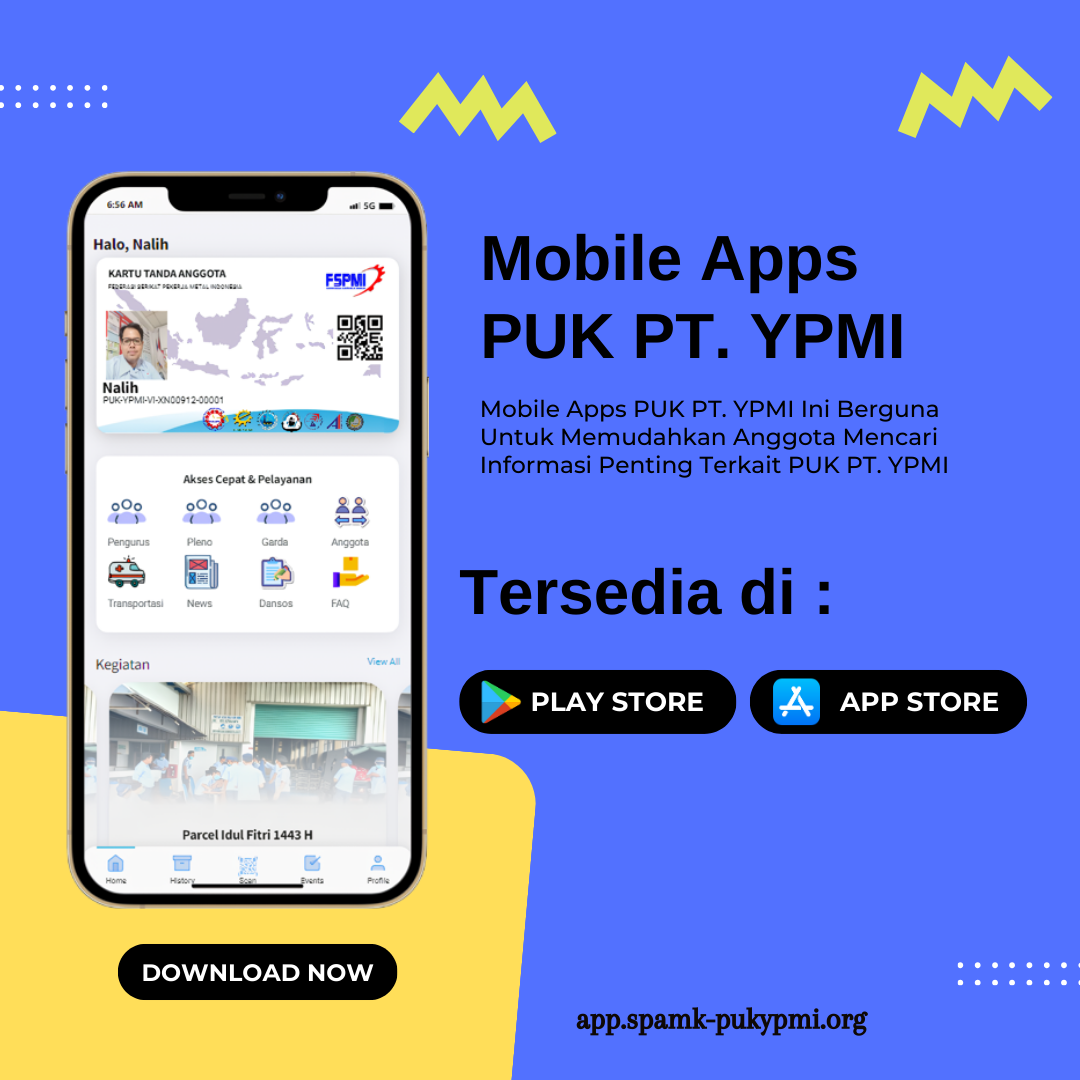 6:56 AM
5G
Halo, Nalih
KARTU TANDA ANGGOTA
FEDERASI SERIKAT PEKERJA METAL INDONESIA
FSPMI
Nalih
PUK-YPMI-VI-XN00912-00001
Akses Cepat & Pelayanan
Pengurus Pleno Garda Anggota
Transportasi News Dansos FAQ
Kegiatan View All
Parcel Idul Fitri 1443 H
Home History Scan Events Profile
DOWNLOAD NOW
Mobile Apps
PUK PT. YPMI
Mobile Apps PUK PT. YPMI Ini Berguna
Untuk Memudahkan Anggota Mencari
Informasi Penting Terkait PUK PT. YPMI
Tersedia di :
PLAY STORE
APP STORE
app.spamk-pukypmi.org